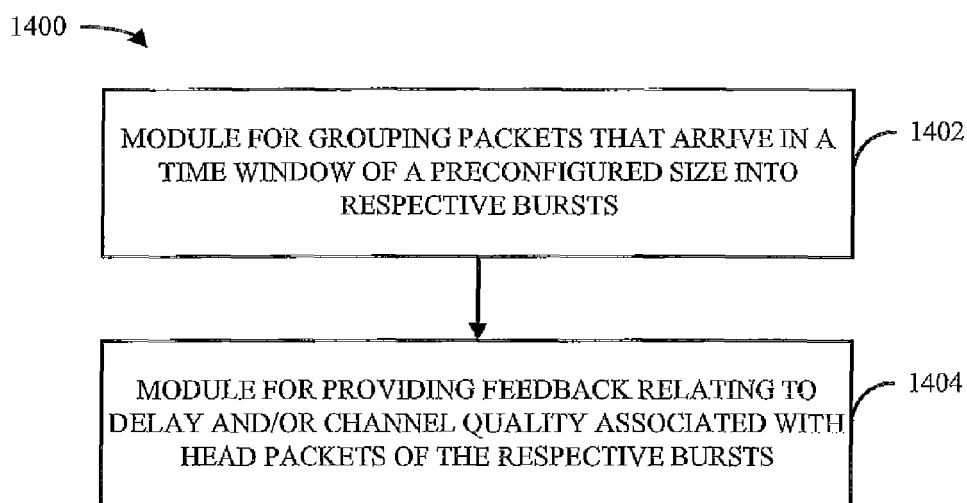 1400
MODULE FOR GROUPING PACKETS THAT ARRIVE IN A
TIME WINDOW OF A PRECONFIGURED SIZE INTO
RESPECTIVE BURSTS
1402
MODULE FOR PROVIDING FEEDBACK RELATING TO
DELAY AND/OR CHANNEL QUALITY ASSOCIATED WITH
HEAD PACKETS OF THE RESPECTIVE BURSTS
1404